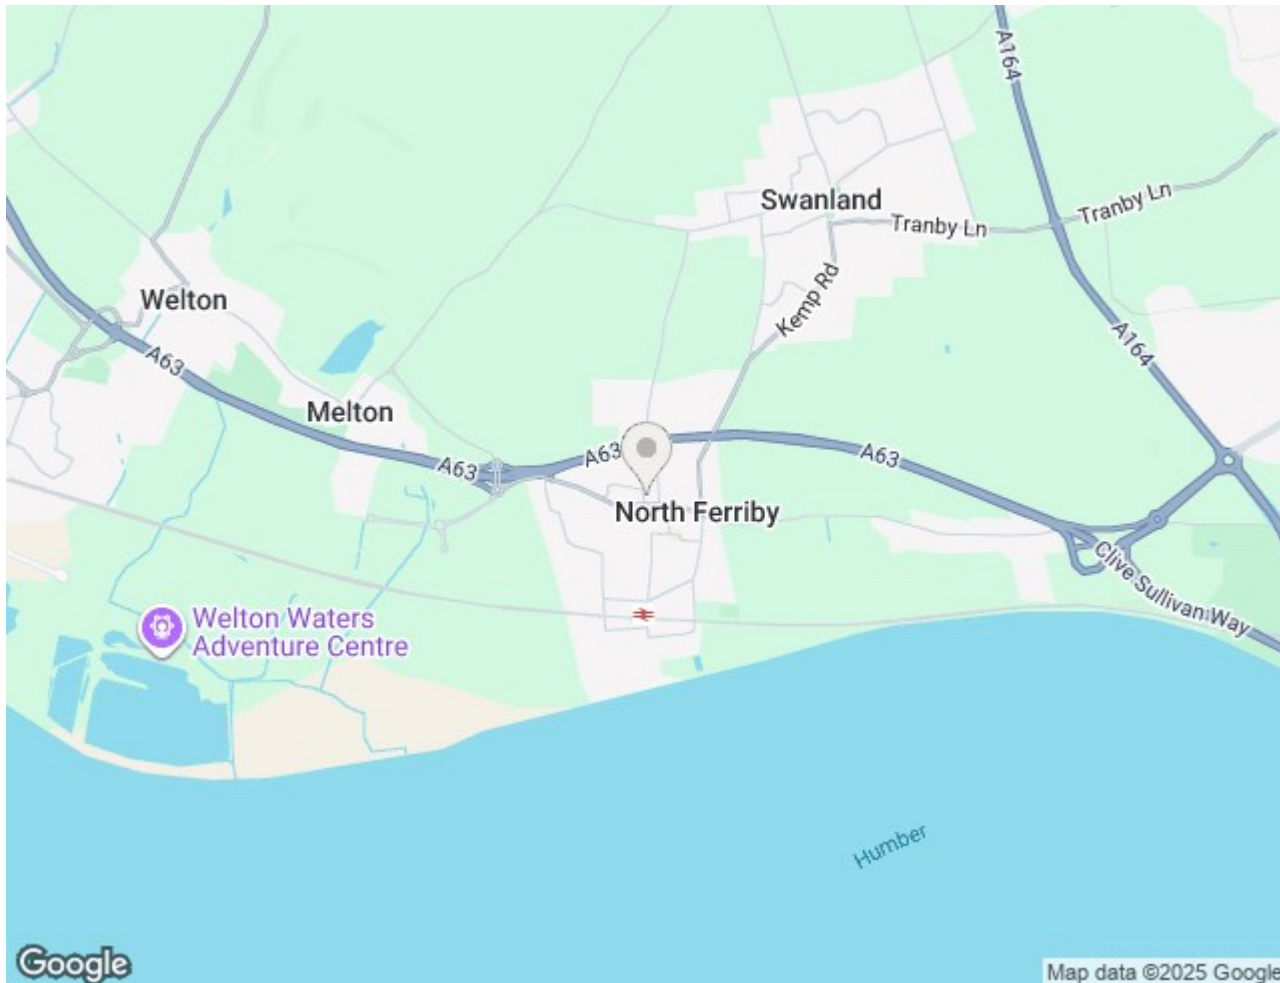 A164
Swanland
Tranby Ln
Tranby Ln
Kemp Rd
Welton
A63
A164
Melton
A63
A63
A63
North Ferriby
Clive Sullivan Way
Welton Waters
Adventure Centre
Humber
Google
Map data ©2025 Google